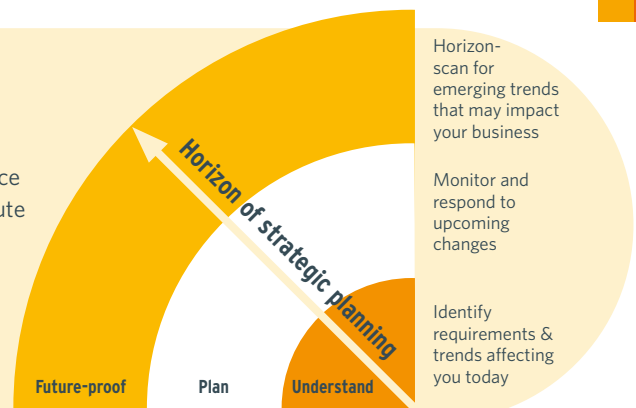 Horizon-
scan for
emerging trends
that may impact
your business
Monitor and
respond to
upcoming
changes
Identify
requirements &
trends affecting
you today
Horizon of strategic planning
Future-proof
Plan
Understand